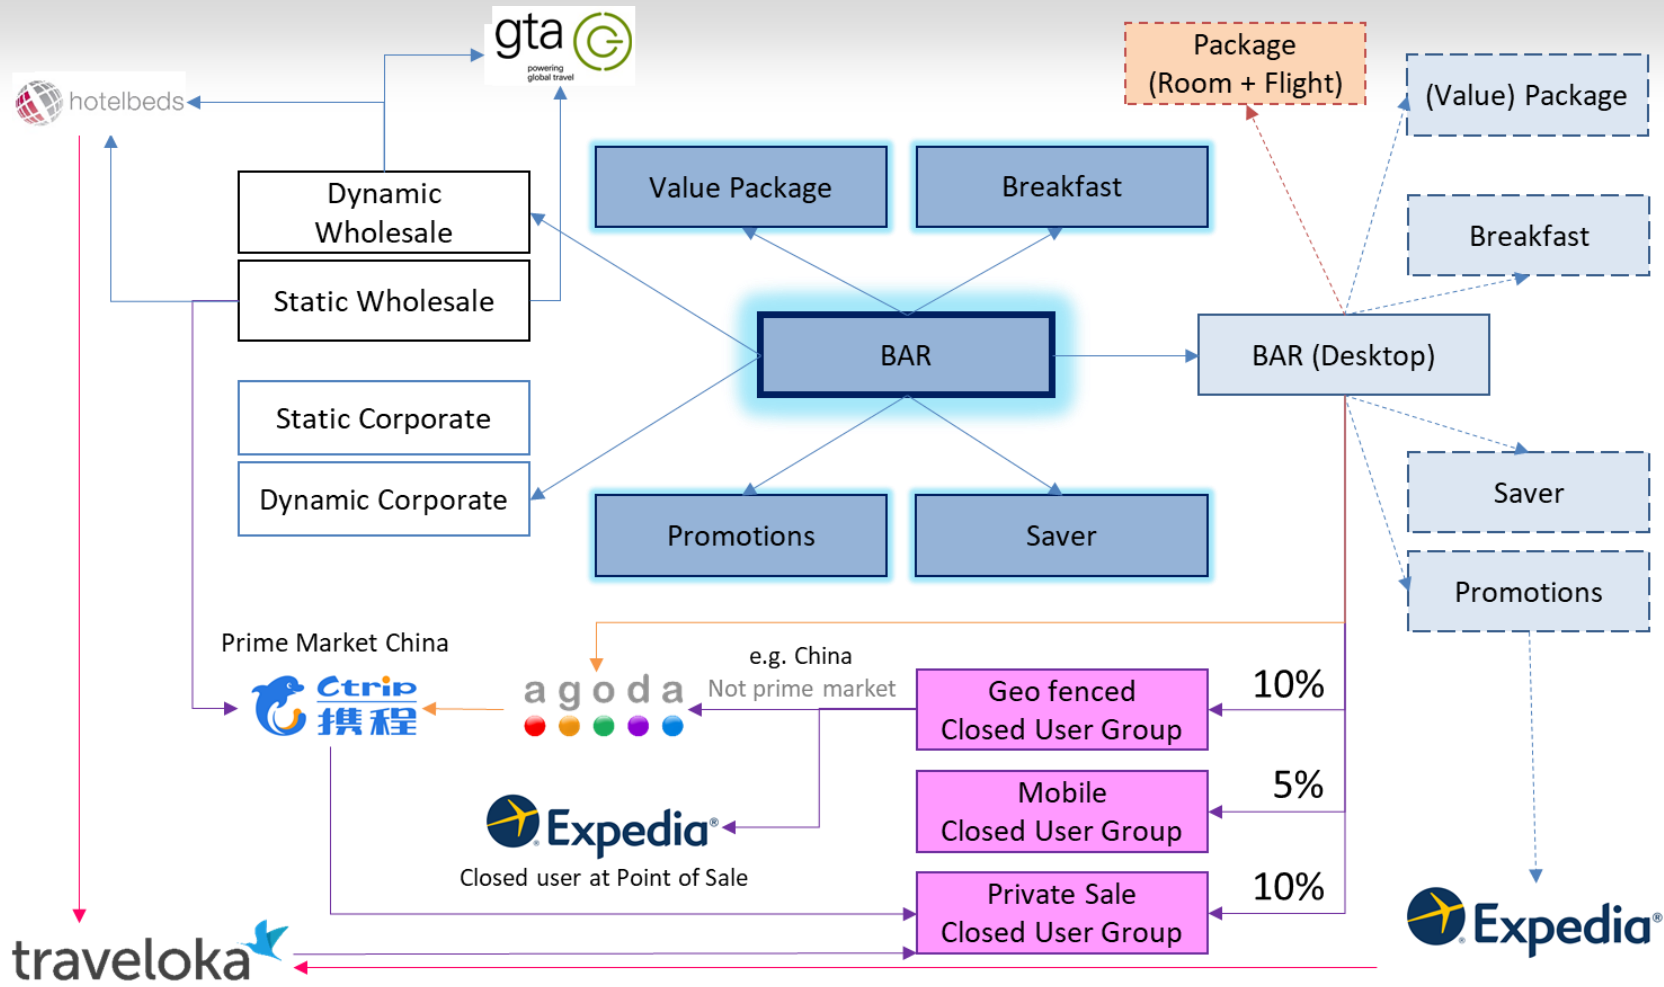 gta
powering
global travel
hotelbeds
Package
(Room + Flight)
(Value) Package
Dynamic
Wholesale
Value Package
Breakfast
Breakfast
Static Wholesale
BAR
BAR (Desktop)
Static Corporate
Dynamic Corporate
Saver
Promotions
Saver
Promotions
Prime Market China
e.g. China
Not prime market
Ctrip
携程
agoda
Geo fenced
Closed User Group
10%
Mobile
Closed User Group
5%
Expedia®
Closed user at Point of Sale
Private Sale
Closed User Group
10%
traveloka
Expedia®